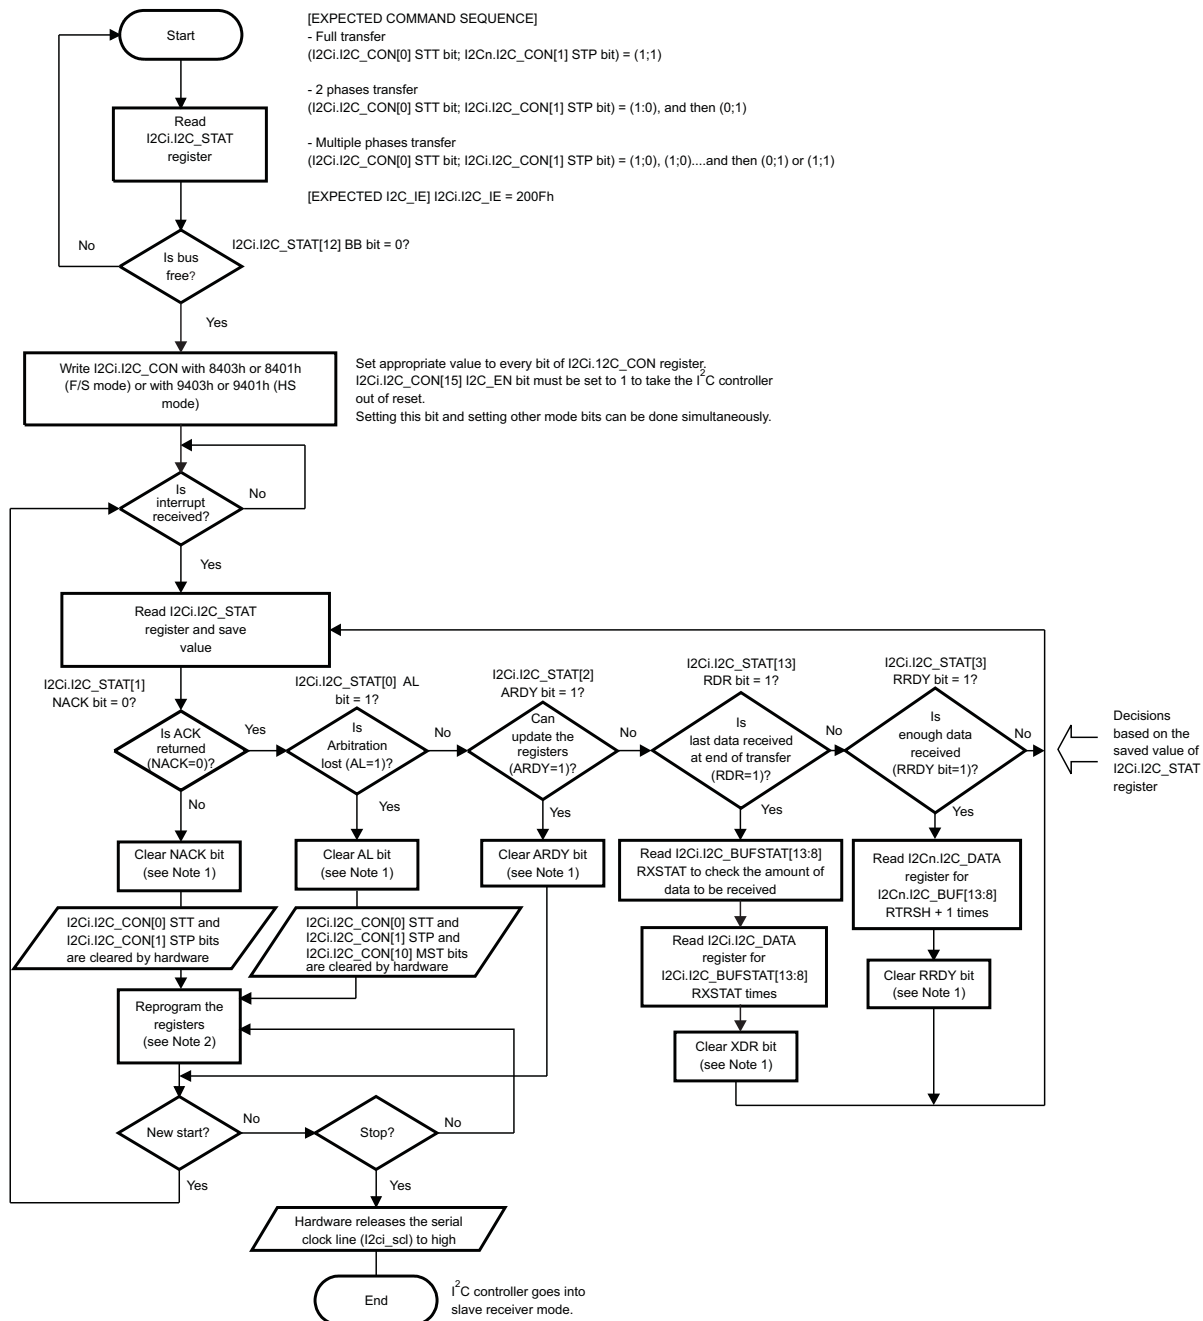 [EXPECTED COMMAND SEQUENCE]
- Full transfer
(I2Ci.I2C_CON[0] STT bit; I2Cn.I2C_CON[1] STP bit) = (1;1)
- 2 phases transfer
(I2Ci.I2C_CON[0] STT bit; I2Ci.I2C_CON[1] STP bit) = (1:0), and then (0;1)
- Multiple phases transfer
(I2Ci.I2C_CON[0] STT bit; I2Ci.I2C_CON[1] STP bit) = (1;0), (1;0)....and then (0;1) or (1;1)
[EXPECTED I2C_IE] I2Ci.I2C_IE = 200Fh
Start
Read
I2Ci.I2C_STAT
register
No
I2Ci.I2C_STAT[12] BB bit = 0?
Is bus
free?
Yes
Write I2Ci.I2C_CON with 8403h or 8401h
(F/S mode) or with 9403h or 9401h (HS
mode)
Set appropriate value to every bit of I2Ci.12C_CON register.
I2Ci.I2C_CON[15] I2C_EN bit must be set to 1 to take the I2C controller
out of reset.
Setting this bit and setting other mode bits can be done simultaneously.
Is
interrupt
received?
No
Yes
Read I2Ci.I2C_STAT
register and save
value
I2Ci.I2C_STAT[1]
NACK bit = 0?
Is ACK
returned
(NACK=0)?
Yes
No
I2Ci.I2C_STAT[0] AL
bit = 1?
Is
Arbitration
lost (AL=1)?
No
Yes
I2Ci.I2C_STAT[2]
ARDY bit = 1?
Can
update the
registers
(ARDY=1)?
No
Yes
I2Ci.I2C_STAT[13]
RDR bit = 1?
Is
last data received
at end of transfer
(RDR=1)?
No
Yes
I2Ci.I2C_STAT[3]
RRDY bit = 1?
Is
enough data
received
(RRDY bit=1)?
No
Yes
Decisions
based on the
saved value of
I2Ci.I2C_STAT
register
Clear NACK bit
(see Note 1)
Clear AL bit
(see Note 1)
Clear ARDY bit
(see Note 1)
Read I2Ci.I2C_BUFSTAT[13:8]
RXSTAT to check the amount of
data to be received
Read I2Cn.I2C_DATA
register for
I2Cn.I2C_BUF[13:8]
RTRSH + 1 times
I2Ci.I2C_CON[0] STT and
I2Ci.I2C_CON[1] STP bits
are cleared by hardware
I2Ci.I2C_CON[0] STT and
I2Ci.I2C_CON[1] STP and
I2Ci.I2C_CON[10] MST bits
are cleared by hardware
Read I2Ci.I2C_DATA
register for
I2Ci.I2C_BUFSTAT[13:8]
RXSTAT times
Clear RRDY bit
(see Note 1)
Reprogram the
registers
(see Note 2)
Clear XDR bit
(see Note 1)
New start?
No
Yes
Stop?
No
Yes
Hardware releases the serial
clock line (I2ci_scl) to high
End
I2C controller goes into
slave receiver mode.